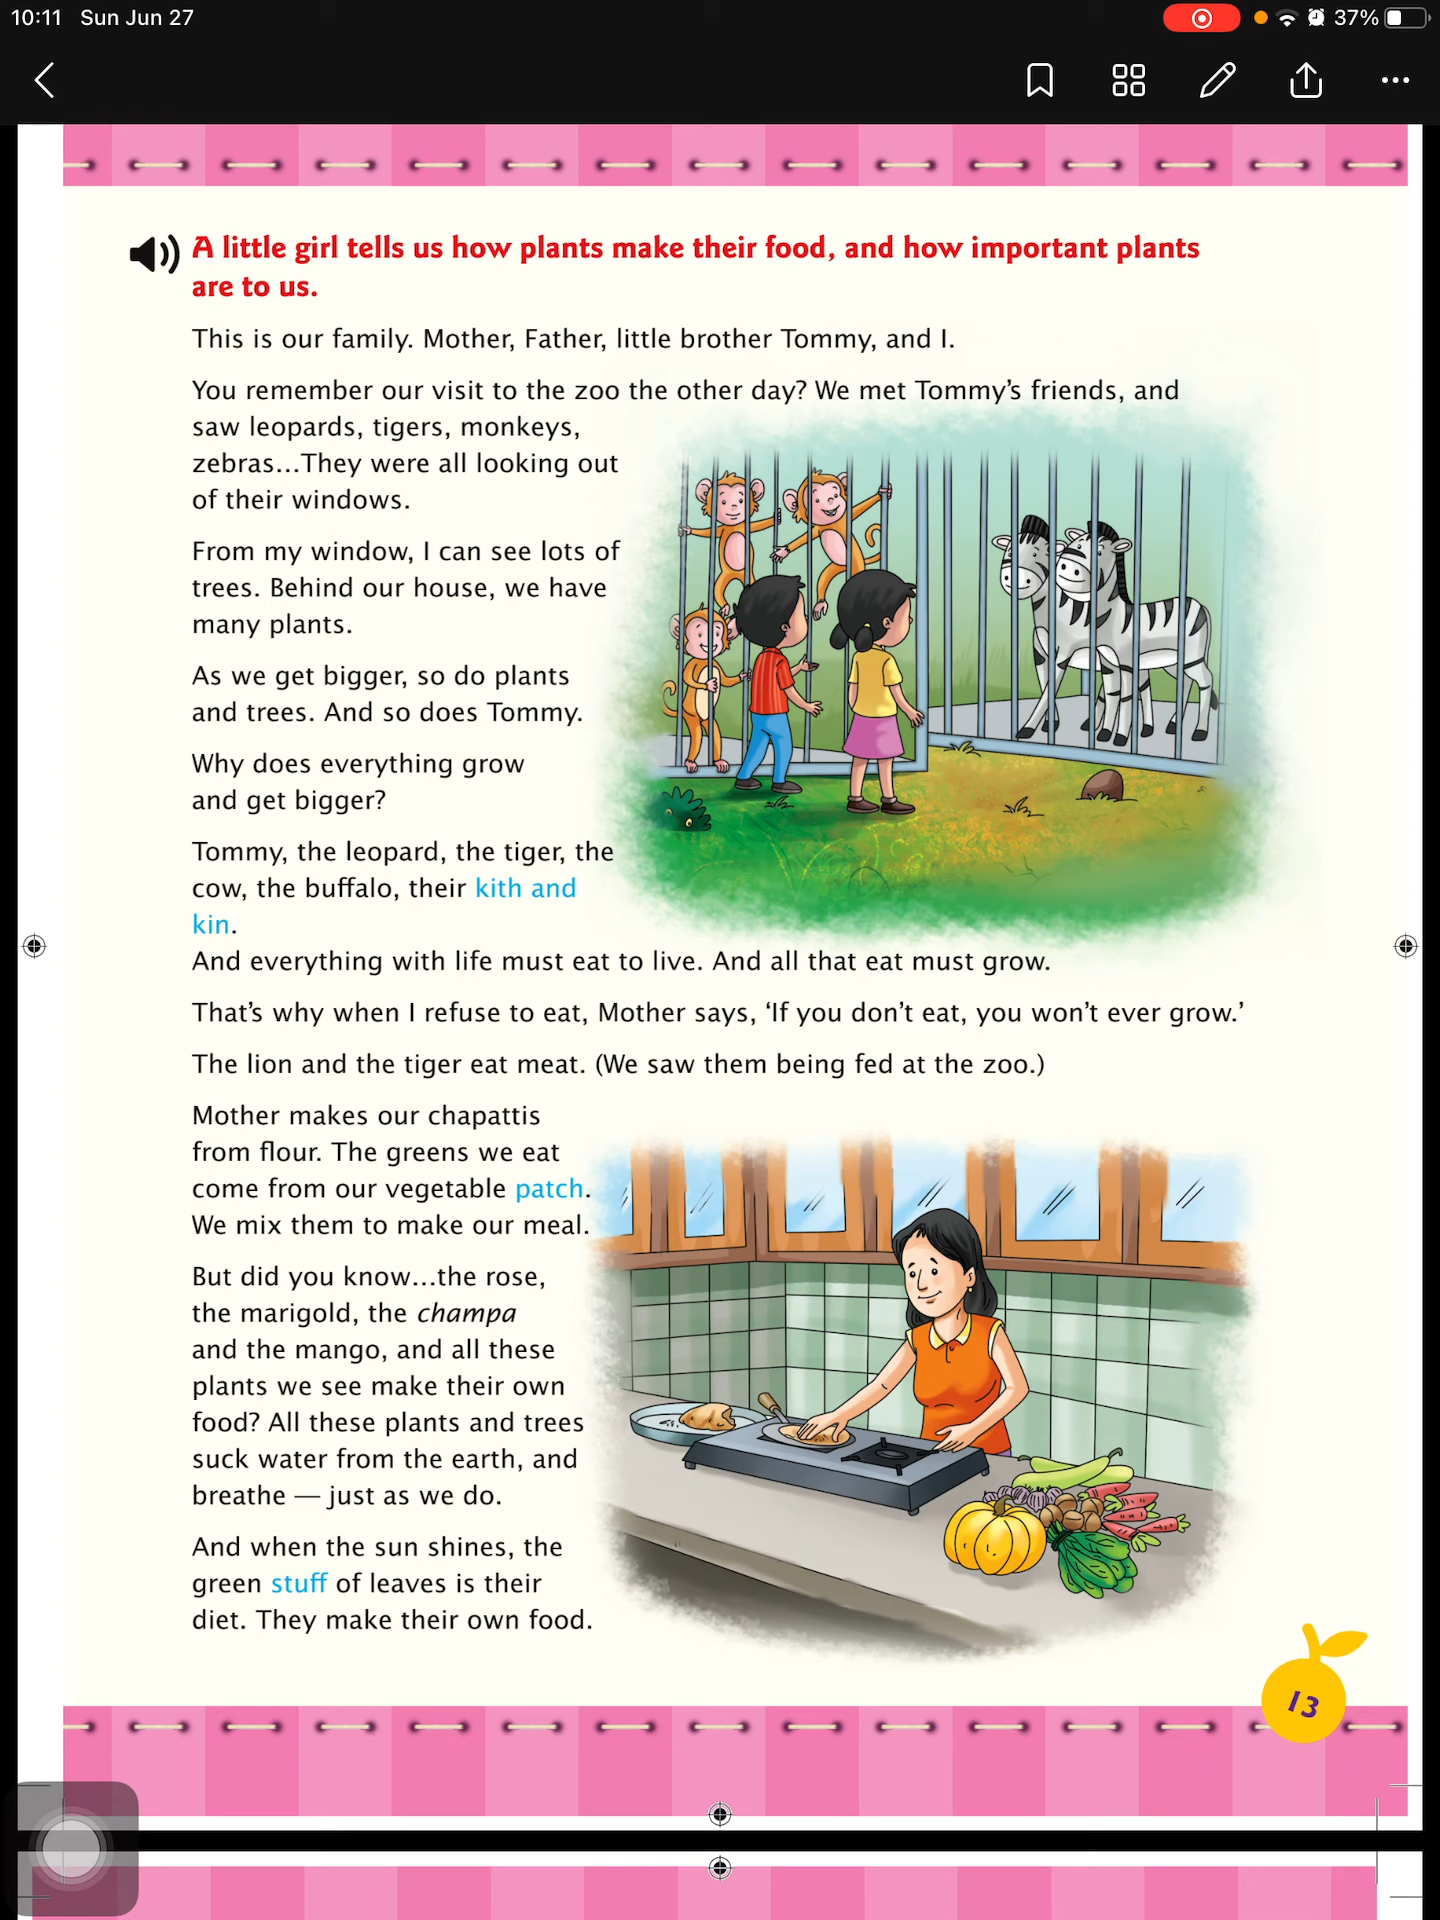 10:11 Sun Jun 27
37%
A little girl tells us how plants make their food, and how important plants
are to us.
This is our family. Mother, Father, little brother Tommy, and I.
You remember our visit to the zoo the other day? We met Tommy’s friends, and
saw leopards, tigers, monkeys,
zebras...They were all looking out
of their windows.
From my window, I can see lots of
trees. Behind our house, we have
many plants.
As we get bigger, so do plants
and trees. And so does Tommy.
Why does everything grow
and get bigger?
Tommy, the leopard, the tiger, the
cow, the buffalo, their kith and
kin.
And everything with life must eat to live. And all that eat must grow.
That’s why when I refuse to eat, Mother says, ‘If you don’t eat, you won’t ever grow.’
The lion and the tiger eat meat. (We saw them being fed at the zoo.)
Mother makes our chapattis
from flour. The greens we eat
come from our vegetable patch.
We mix them to make our meal.
But did you know...the rose,
the marigold, the champa
and the mango, and all these
plants we see make their own
food? All these plants and trees
suck water from the earth, and
breathe — just as we do.
And when the sun shines, the
green stuff of leaves is their
diet. They make their own food.
13